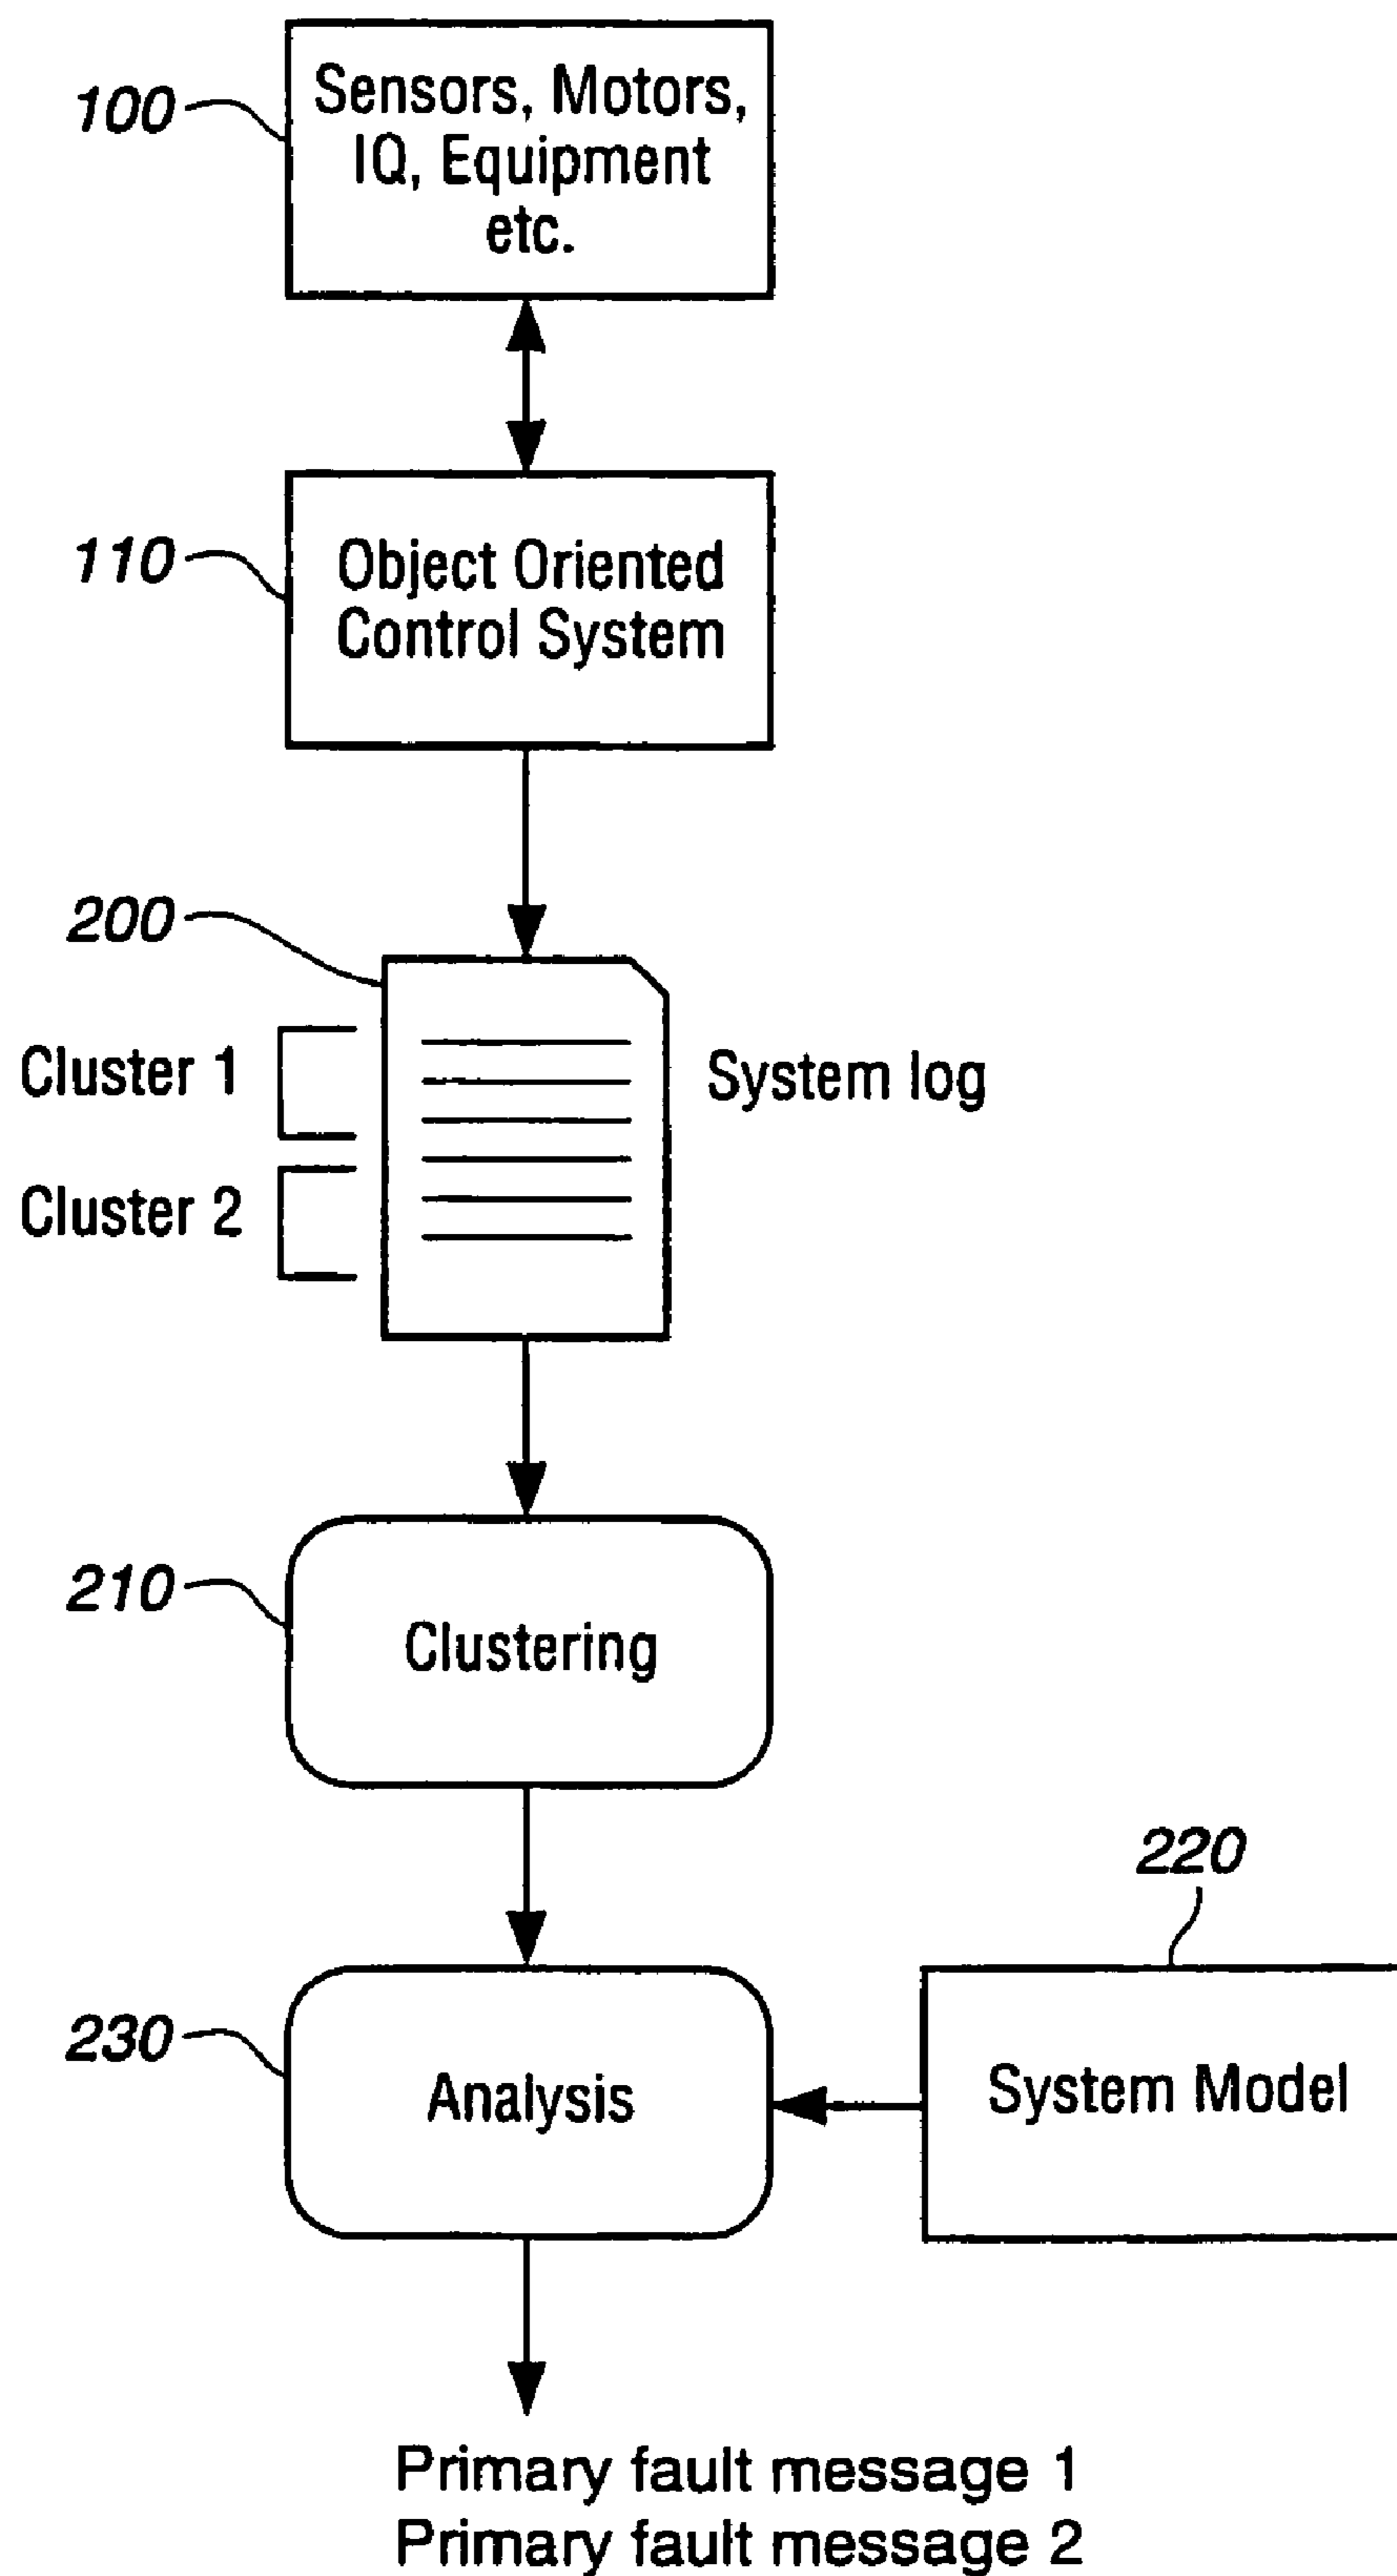 100
Sensors, Motors,
IQ, Equipment
etc.
110
Object Oriented
Control System
200
Cluster 1
System log
Cluster 2
210
Clustering
220
230
Analysis
System Model
Primary fault message 1
Primary fault message 2